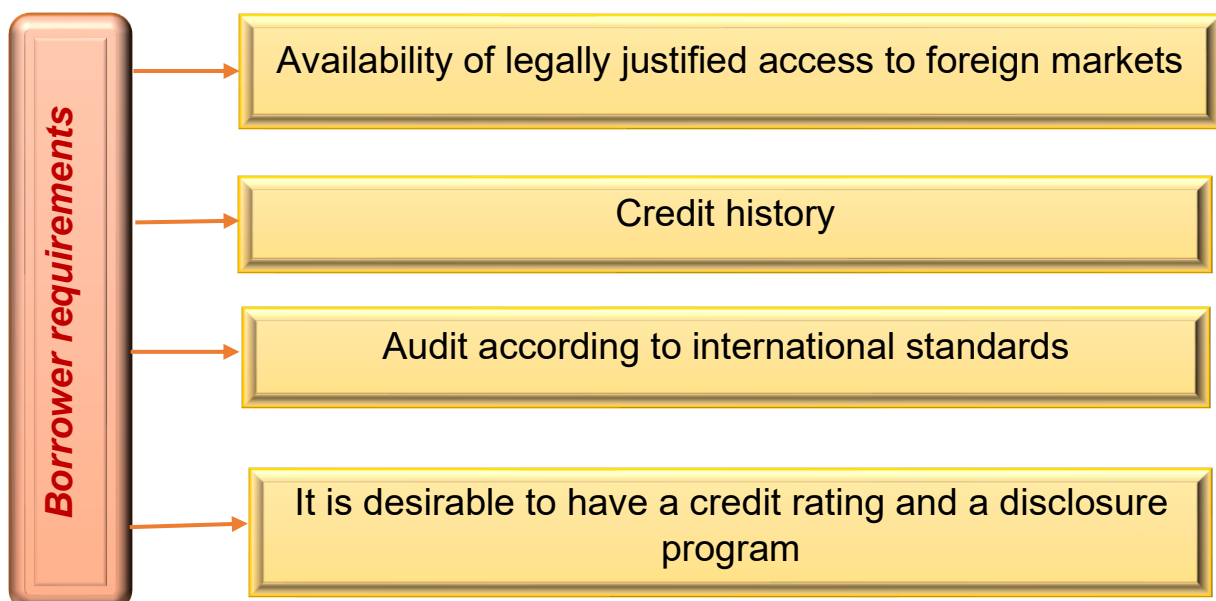 Borrower requirements
Availability of legally justified access to foreign markets
Credit history
Audit according to international standards
It is desirable to have a credit rating and a disclosure
program